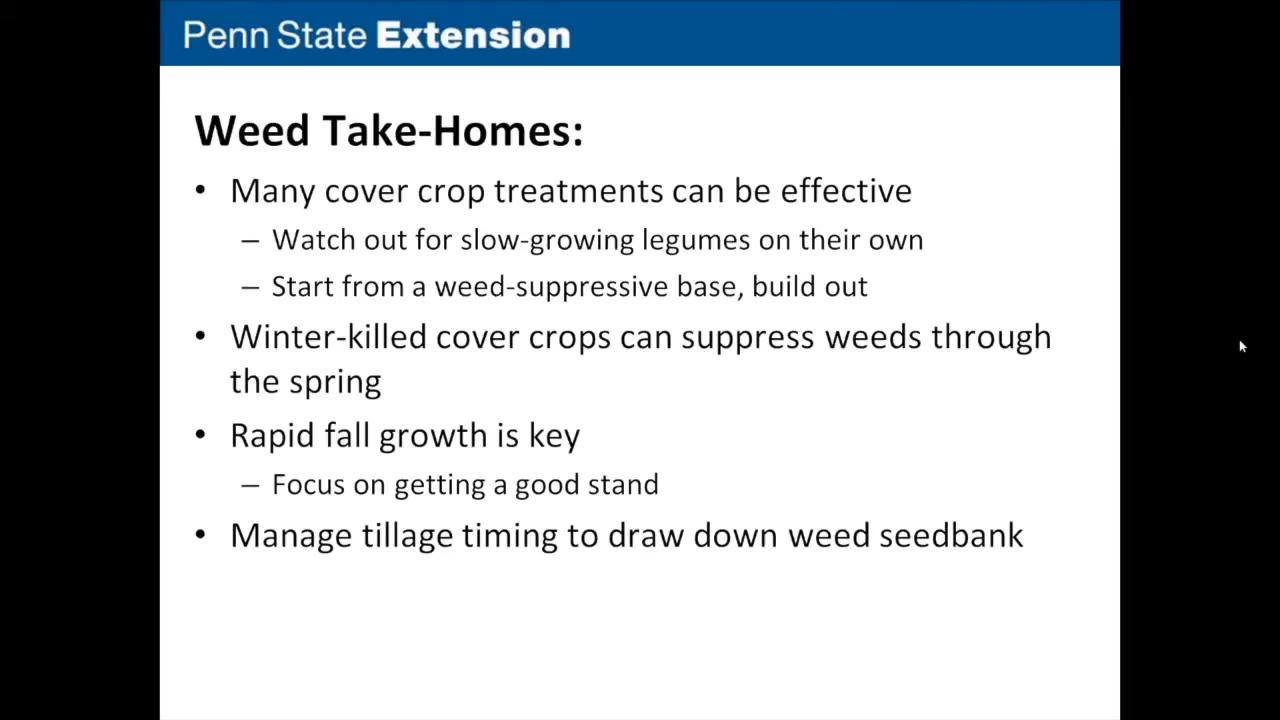 Penn State Extension
Weed Take-Homes:
• Many cover crop treatments can be effective
– Watch out for slow-growing legumes on their own
– Start from a weed-suppressive base, build out
• Winter-killed cover crops can suppress weeds through
the spring
• Rapid fall growth is key
– Focus on getting a good stand
• Manage tillage timing to draw down weed seedbank